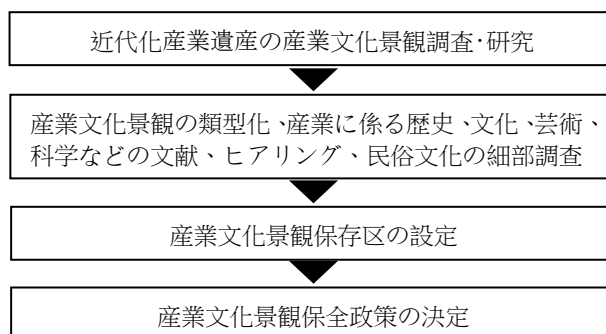 近代化産業遺産の産業文化景観調査･研究
産業文化景観の類型化､産業に係る歴史､文化､芸術、
科学などの文献、ヒアリング、民俗文化の細部調査
産業文化景観保存区の設定
産業文化景観保全政策の決定